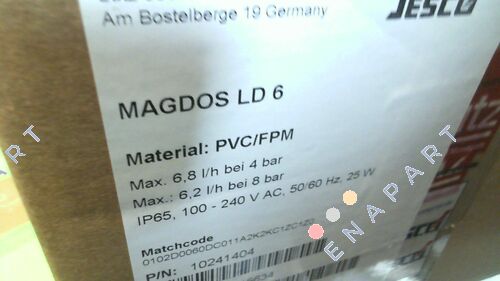 Am Bostelberge 19 Germany
JESCO
MAGDOS LD 6
Material: PVC/FPM
Max. 6,8 l/h bei 4 bar
Max.: 6,2 l/h bei 8 bar
IP65, 100 - 240 V AC, 50/60 Hz, 25 W
Matchcode
0102D0060DC011A2K2KC1ZC1Z0
P/N: 10241404
ENAPART